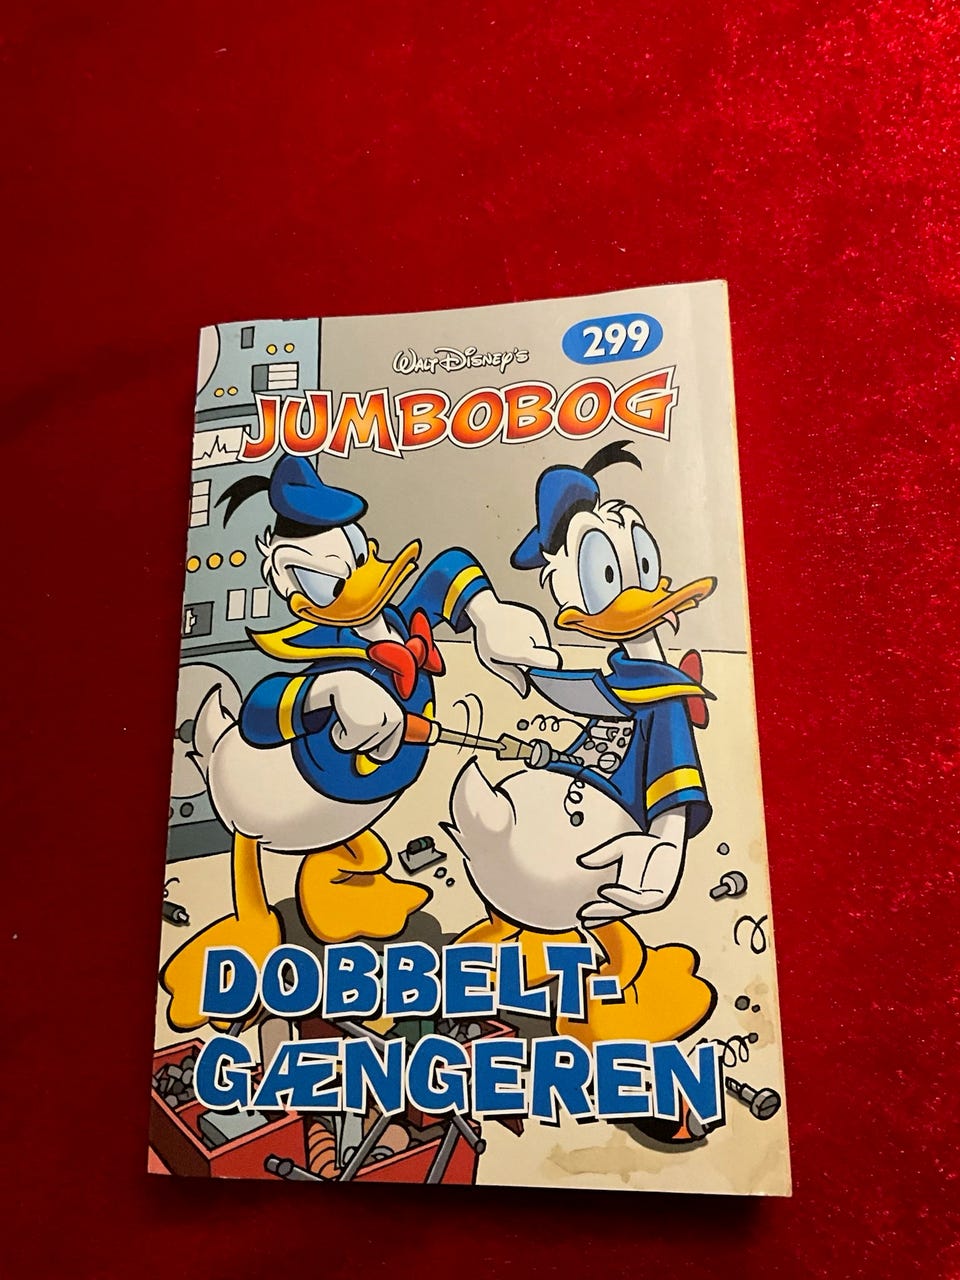 299
WALT DISNEY'S
JUMBOBOG
DOBBELT-
GÆNGEREN